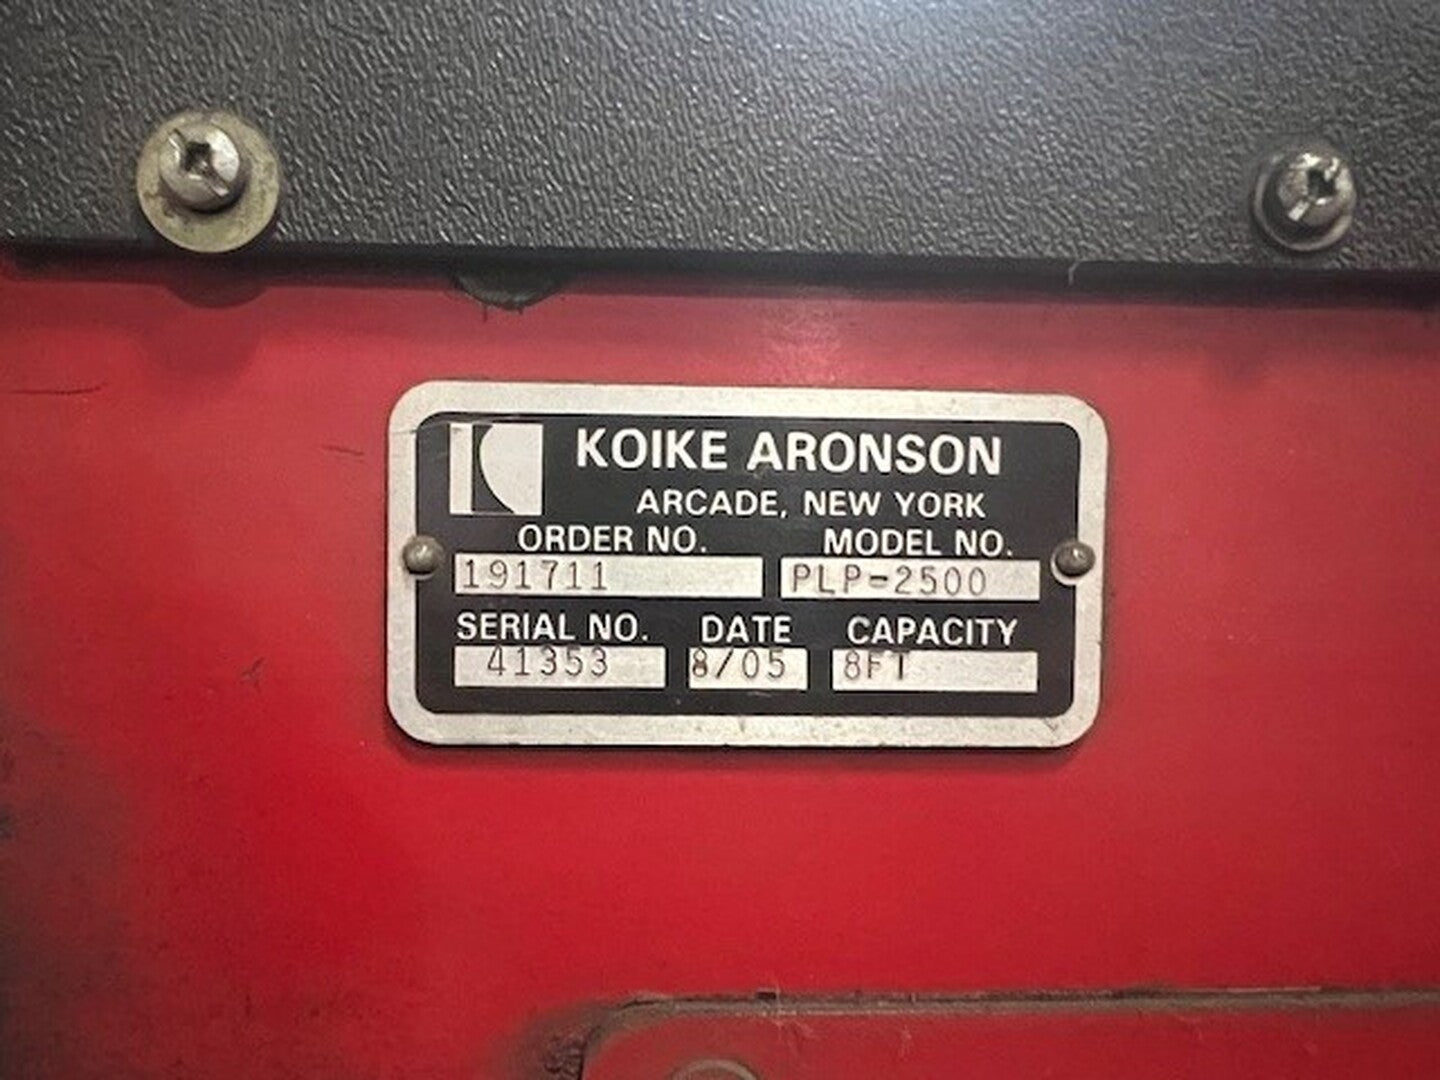 KOIKE ARONSON
ARCADE, NEW YORK
ORDER NO. MODEL NO.
191711 PLP-2500
SERIAL NO. DATE CAPACITY
41353 8/05 8FT